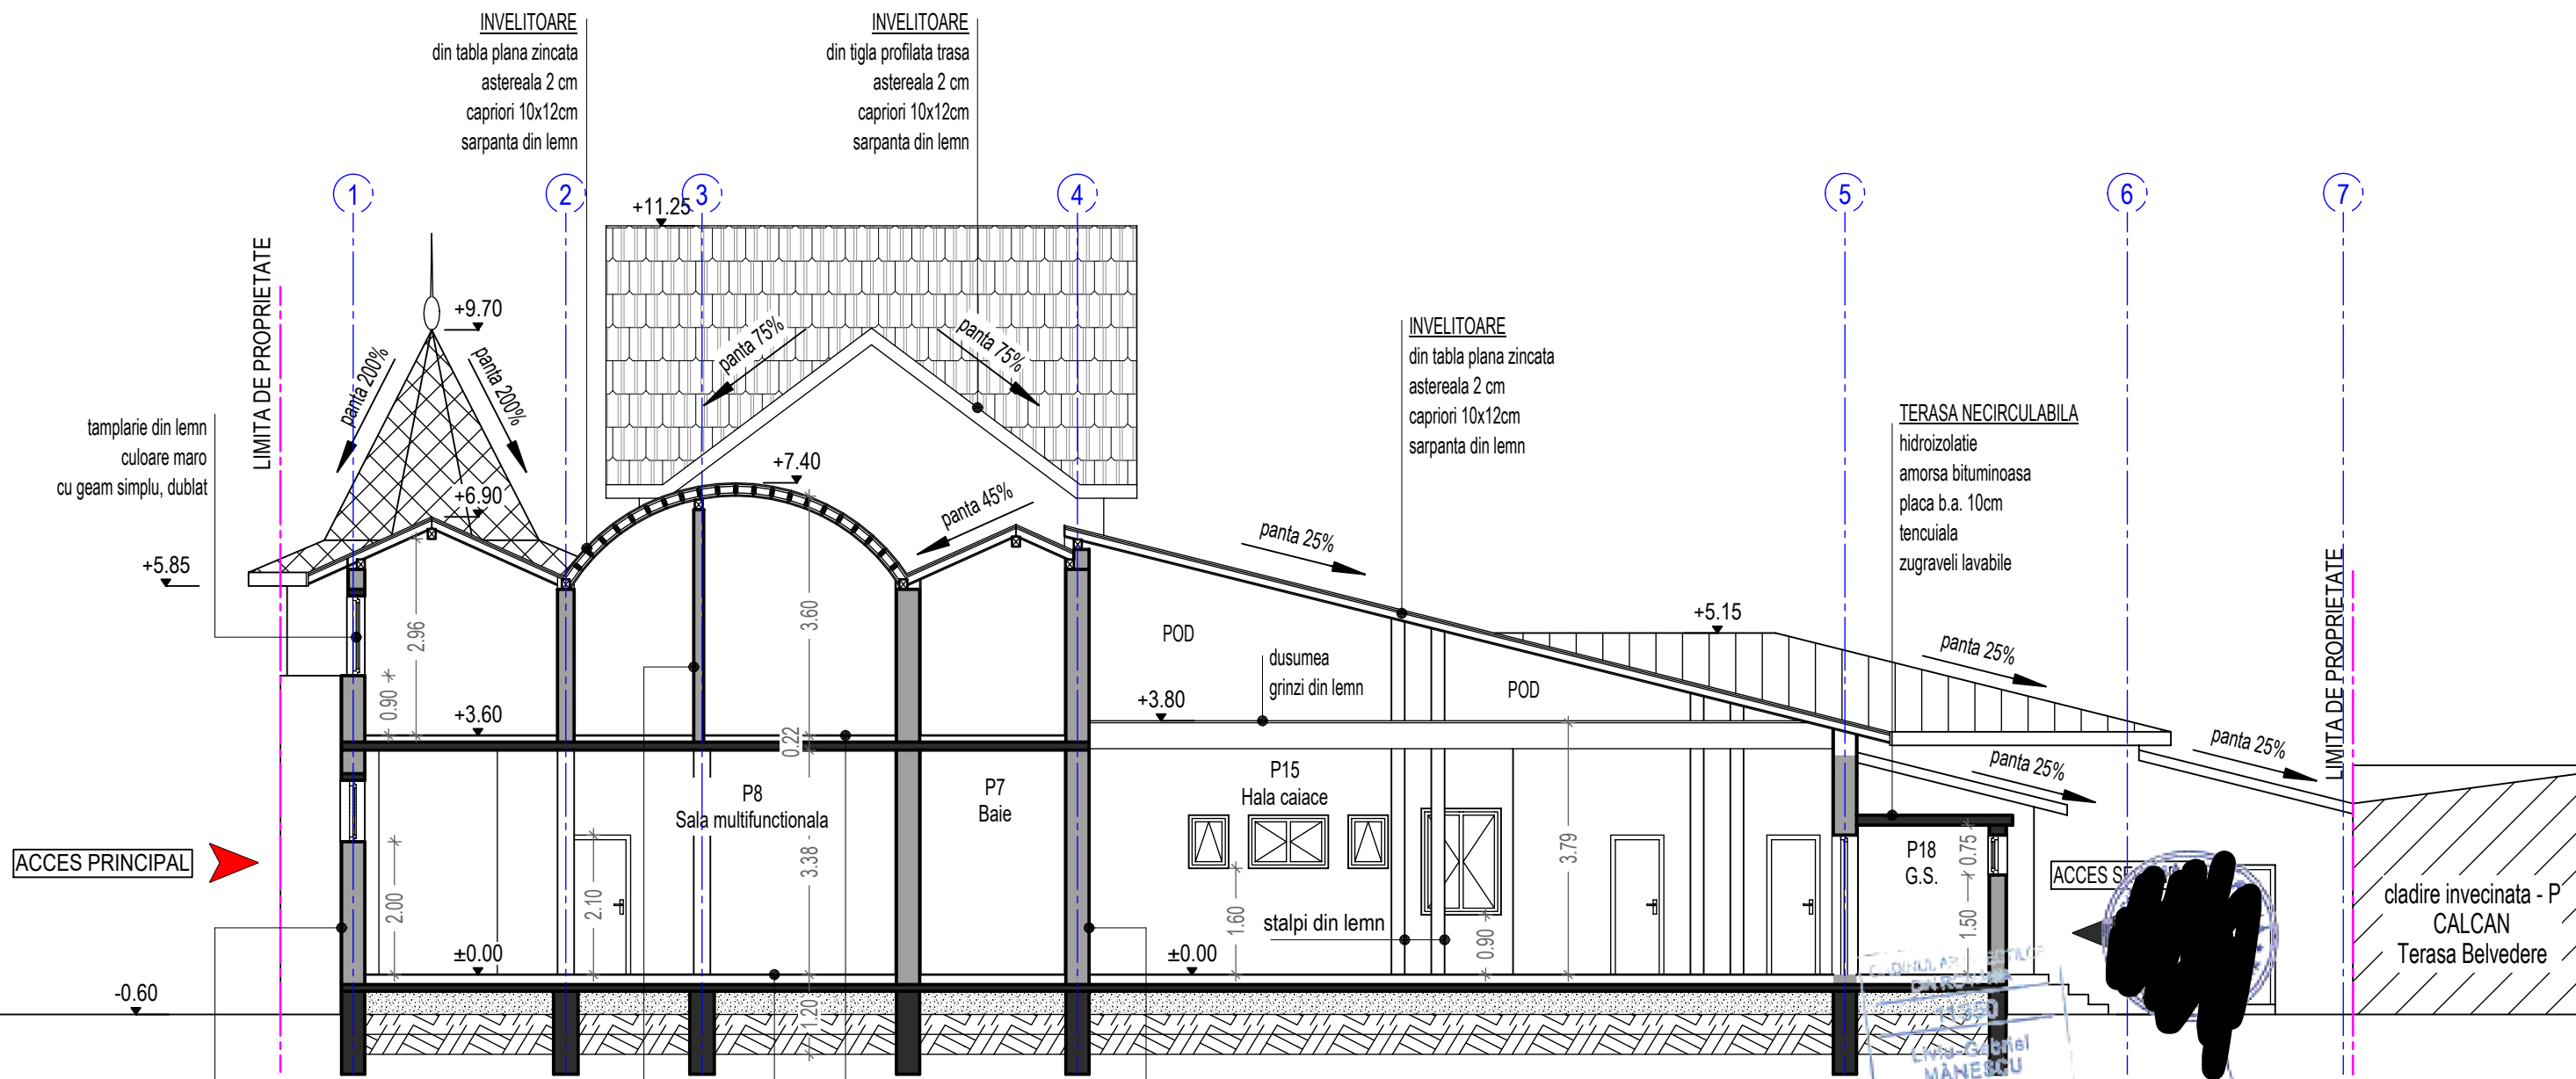 INVELITOARE
din tabla plana zincata
astereala 2 cm
capriori 10x12cm
sarpanta din lemn
INVELITOARE
din tigla profilata trasa
astereala 2 cm
capriori 10x12cm
sarpanta din lemn
1
2
3
4
5
6
7
+11.25
LIMITA DE PROPRIETATE
+9.70
panta 200%
panta 200%
panta 75%
panta 75%
INVELITOARE
din tabla plana zincata
astereala 2 cm
capriori 10x12cm
sarpanta din lemn
TERASA NECIRCULABILA
hidroizolatie
amorsa bituminoasa
placa b.a. 10cm
tencuiala
zugraveli lavabile
tamplarie din lemn
culoare maro
cu geam simplu, dublat
+7.40
+6.90
panta 45%
panta 25%
+5.85
LIMITA DE PROPRIETATE
+5.15
panta 25%
2.96
3.60
POD
dusumea
grinzi din lemn
POD
0.90
+3.60
0.22
+3.80
panta 25%
panta 25%
P8
Sala multifunctionala
P7
Baie
P15
Hala caiace
ACCES PRINCIPAL
2.00
2.10
3.38
1.60
stalpi din lemn
0.90
3.79
P18
G.S.
0.75
1.50
ACCES
cladire invecinata - P
CALCAN
Terasa Belvedere
±0.00
±0.00
-0.60
1.20
Liviu-Gabriel
MĂNESCU